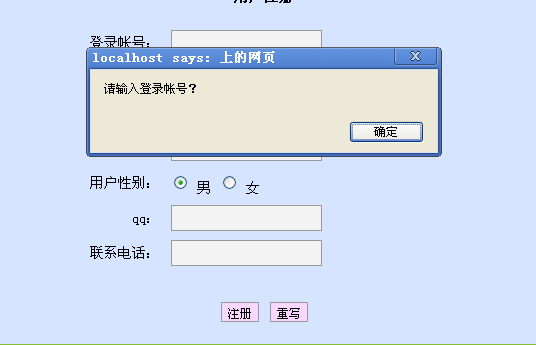 登录帐号:
localhost says: 上的网页
请输入登录帐号?
确定
用户性别: 男 女
qq:
联系电话:
注册 重写